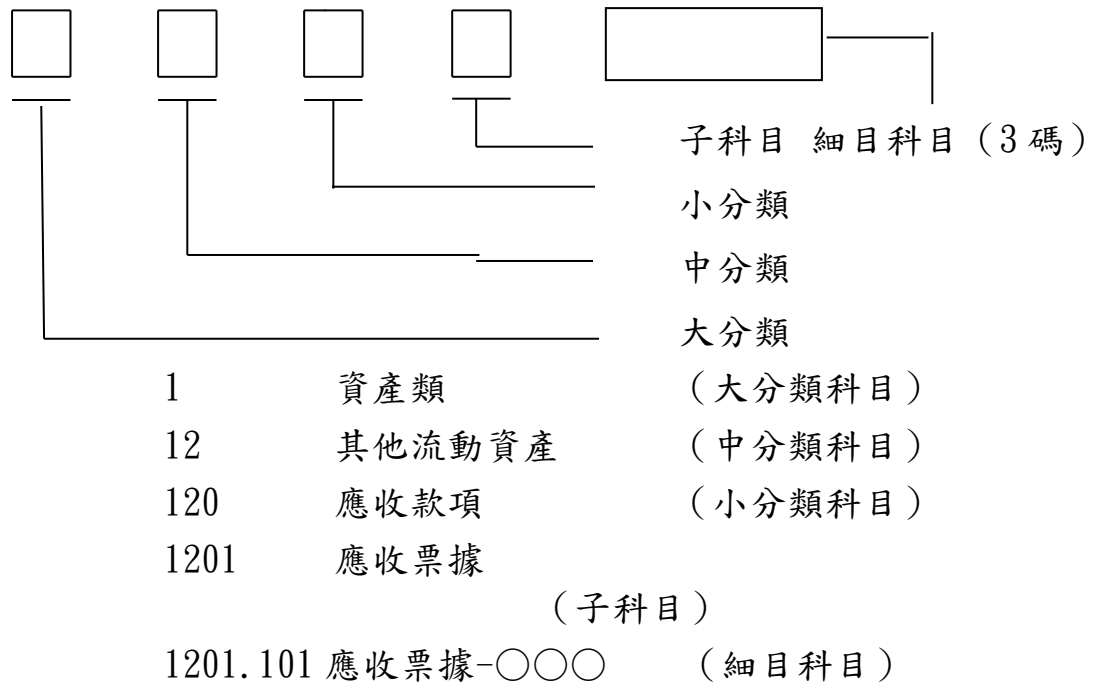 子科目 細目科目（3 碼）
小分類
中分類
大分類
1 資產類 （大分類科目）
12 其他流動資產 （中分類科目）
120 應收款項 （小分類科目）
1201 應收票據
（子科目）
1201.101 應收票據-○○○ （細目科目）